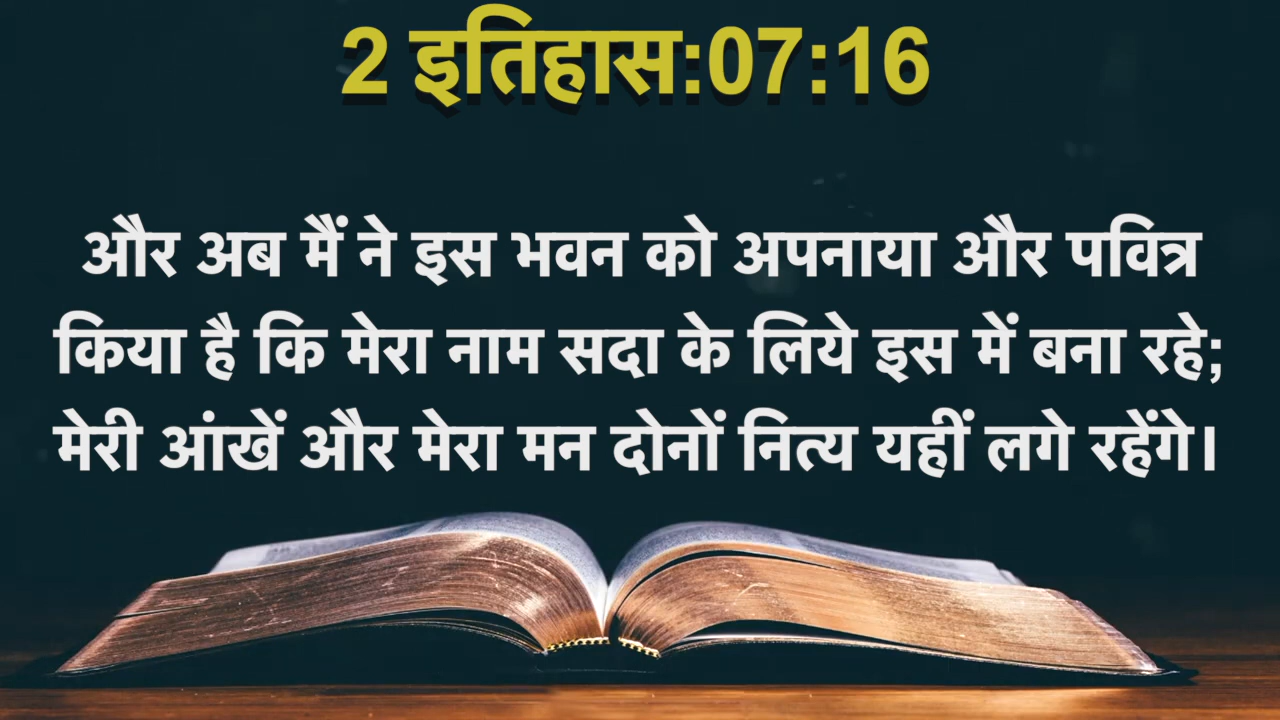 2 इतिहास:07:16
और अब मैं ने इस भवन को अपनाया और पवित्र
किया है कि मेरा नाम सदा के लिये इस में बना रहे;
मेरी आंखें और मेरा मन दोनों नित्य यहीं लगे रहेंगे।